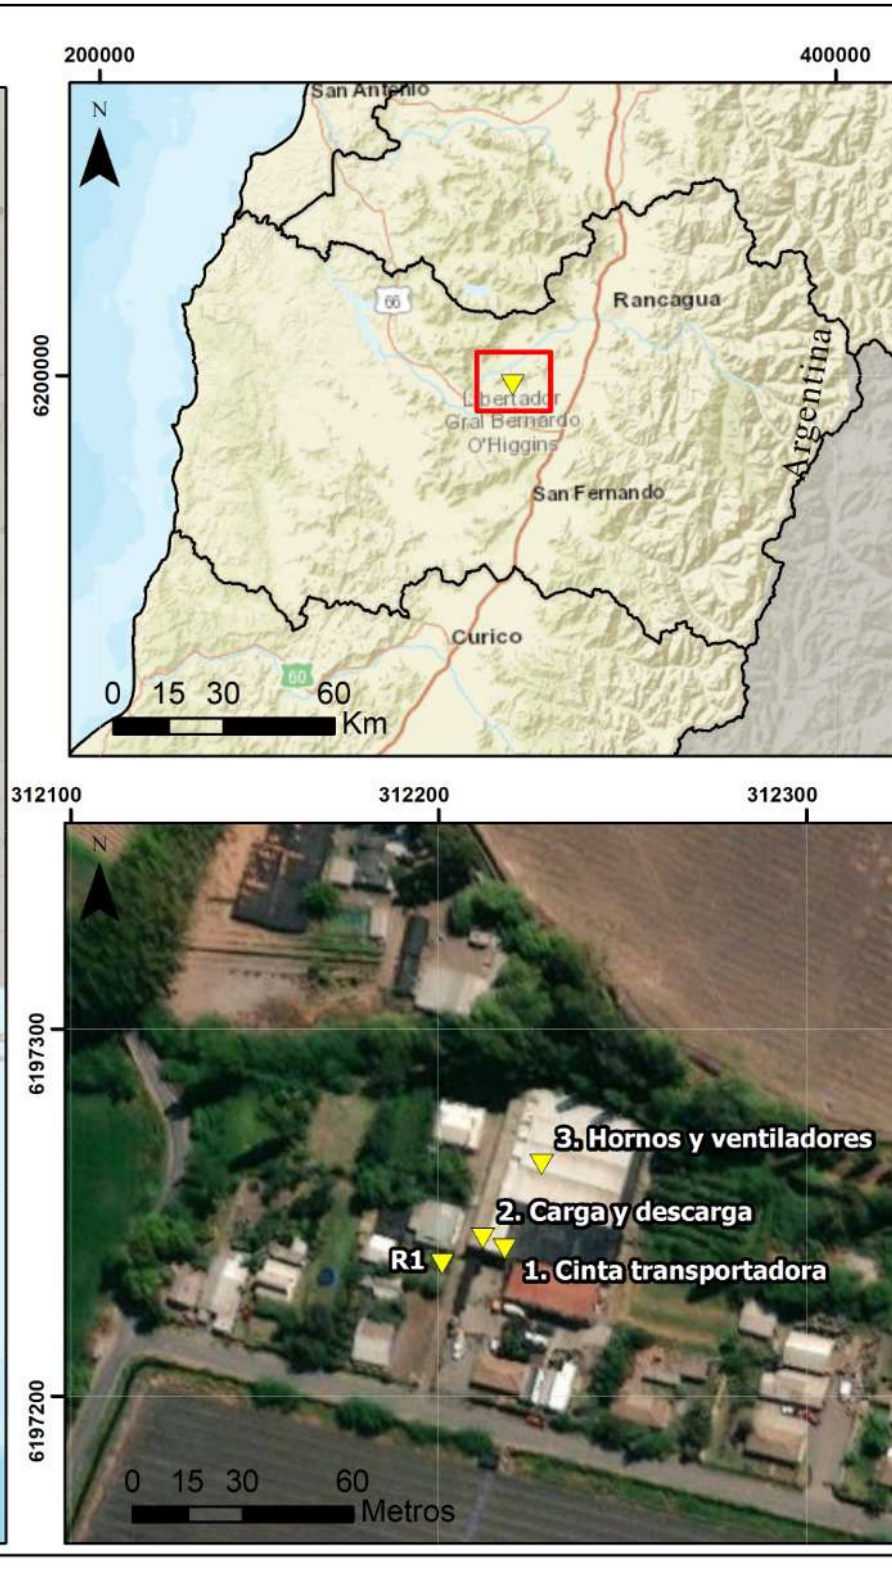 200000
400000
San Antonio
N
66
Rancagua
6200000
Argentina
Libertador
Gral Bernardo
O'Higgins
San Fernando
Curico
60
0 15 30 60
Km
312100
312200
312300
N
6197300
3. Hornos y ventiladores
2. Carga y descarga
R1
1. Cinta transportadora
6197200
0 15 30 60
Metros